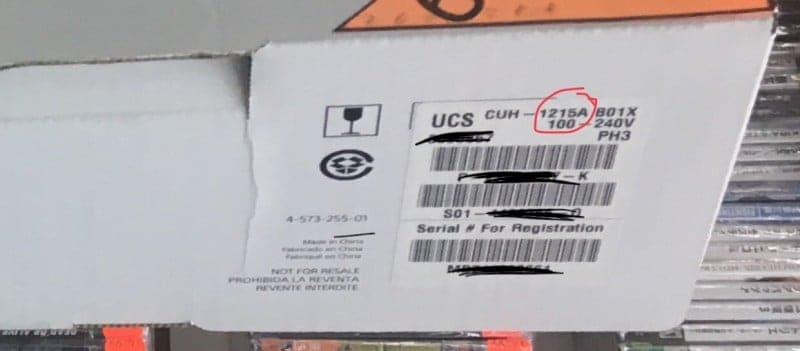 UCS CUH-1215A B01X
100-240V
PH3
-K
S01-
Serial # For Registration
4-573-255-01
Made in China
Fabricado en China
Fabriqué en China
NOT FOR RESALE
PROHIBIDA LA REVENTA
REVENTE INTERDITE